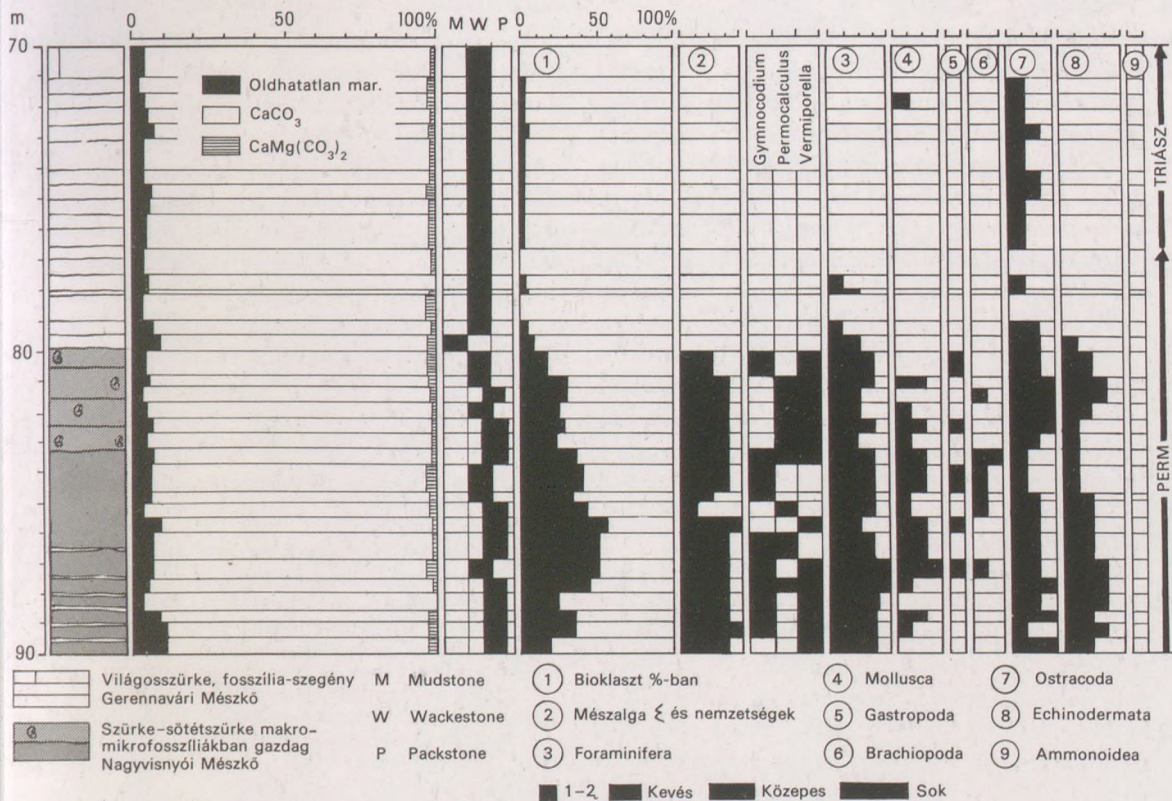 m 0 50 100% M W P 0 50 100%
70
80
90
Oldhatatlan mar.
CaCO3
CaMg(CO3)2
1 2 3 4 5 6 7 8 9
Gymnocodium
Permocalculus
Vermiporella
TRIÁSZ
PERM
Világosszürke, fosszília-szegény
Gerennavári Mészkő
Szürke-sötétszürke makro-
mikrofosszíliákban gazdag
Nagyvisnyói Mészkő
M Mudstone
W Wackestone
P Packstone
1 Bioklaszt %-ban
2 Mészalga ξ és nemzetségek
3 Foraminifera
4 Mollusca
5 Gastropoda
6 Brachiopoda
7 Ostracoda
8 Echinodermata
9 Ammonoidea
1-2 Kevés Közepes Sok